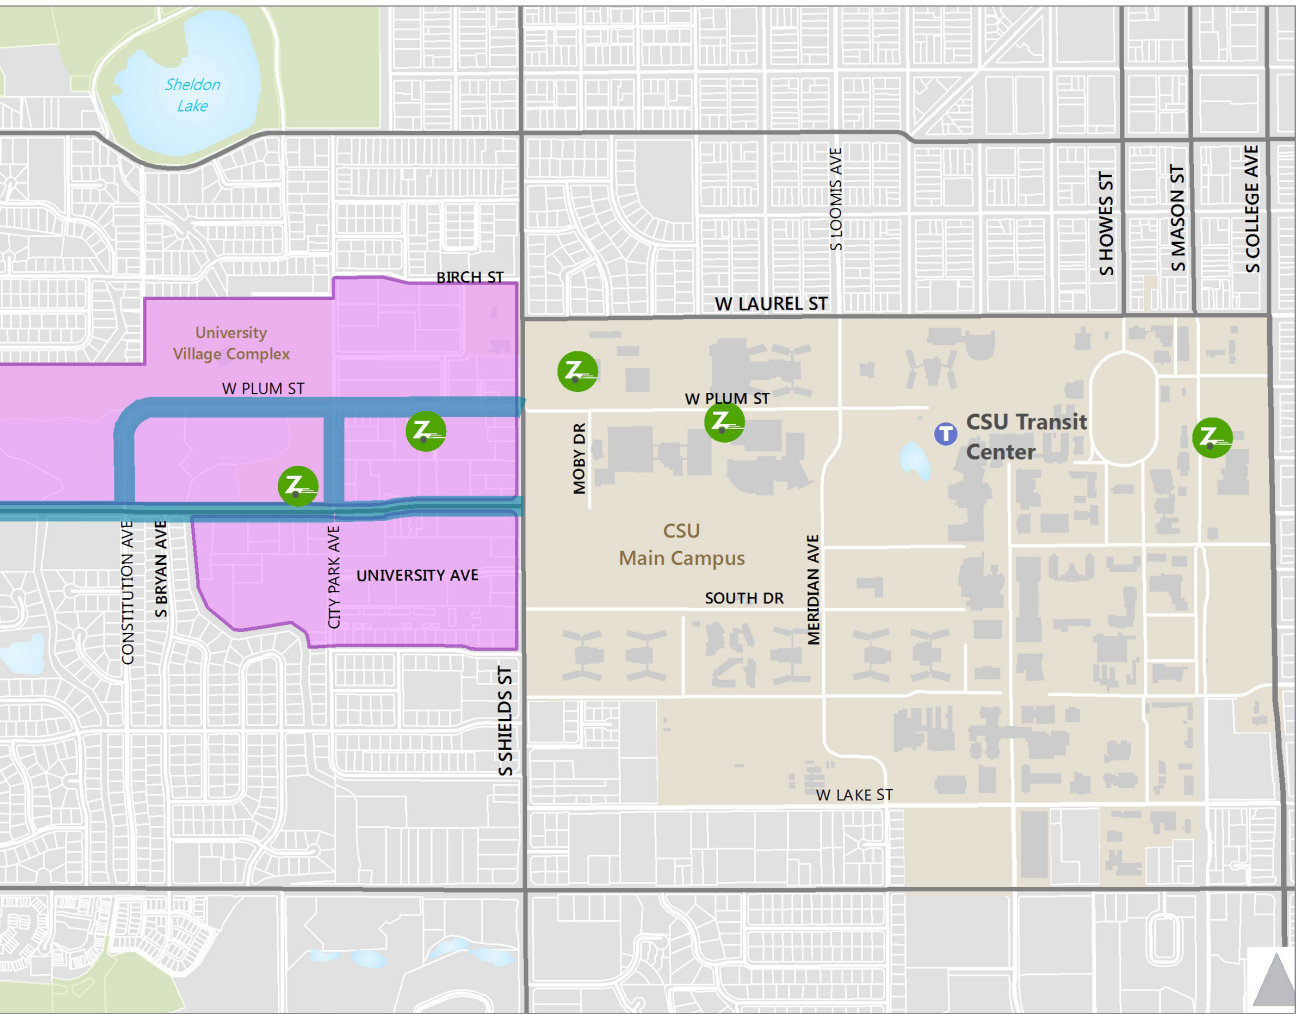 Sheldon
Lake
S LOOMIS AVE
S HOWES ST
S MASON ST
S COLLEGE AVE
BIRCH ST
W LAUREL ST
University
Village Complex
W PLUM ST
W PLUM ST
Z
Z
Z
Z
Z
T
CSU Transit
Center
MOBY DR
CSU
Main Campus
CONSTITUTION AVE
S BRYAN AVE
CITY PARK AVE
UNIVERSITY AVE
MERIDIAN AVE
SOUTH DR
S SHIELDS ST
W LAKE ST